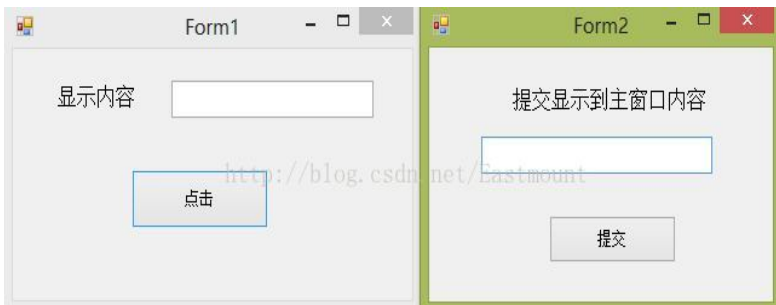 Form1
显示内容
点击
Form2
提交显示到主窗口内容
提交
http://blog.csdn.net/Eastmount